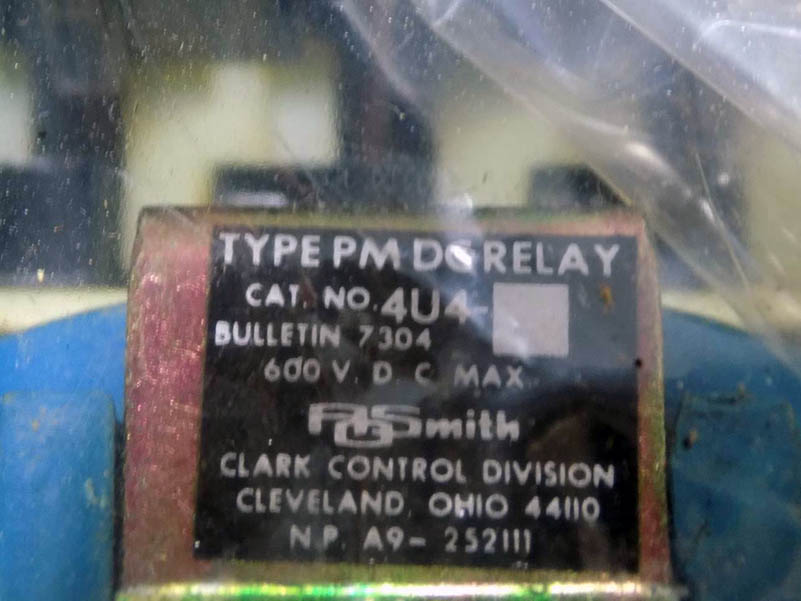 TYPE PM DC RELAY
CAT. NO. 4U4-
BULLETIN 7304
600 V. D. C. MAX.
AOSmith
CLARK CONTROL DIVISION
CLEVELAND, OHIO 44110
N.P. A9-252111